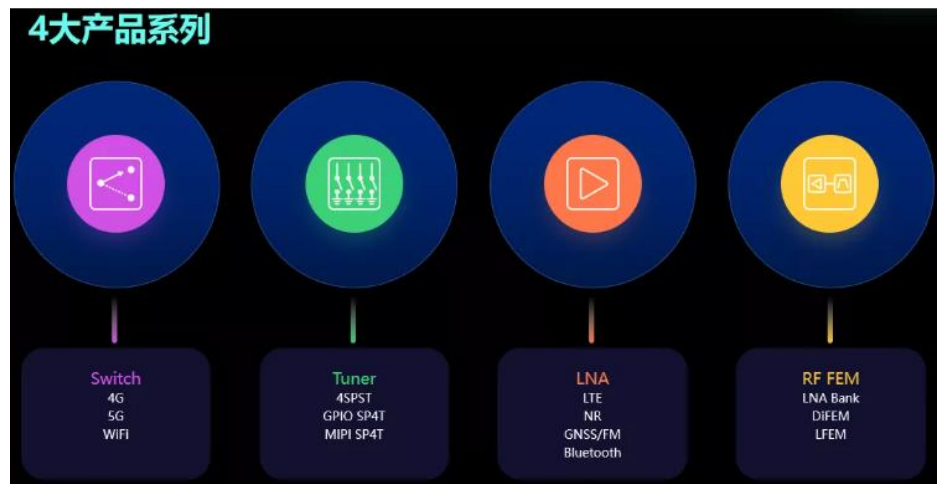 4大产品系列
Switch
4G
5G
WiFi
Tuner
4SPST
GPIO SP4T
MIPI SP4T
LNA
LTE
NR
GNSS/FM
Bluetooth
RF FEM
LNA Bank
DiFEM
LFEM